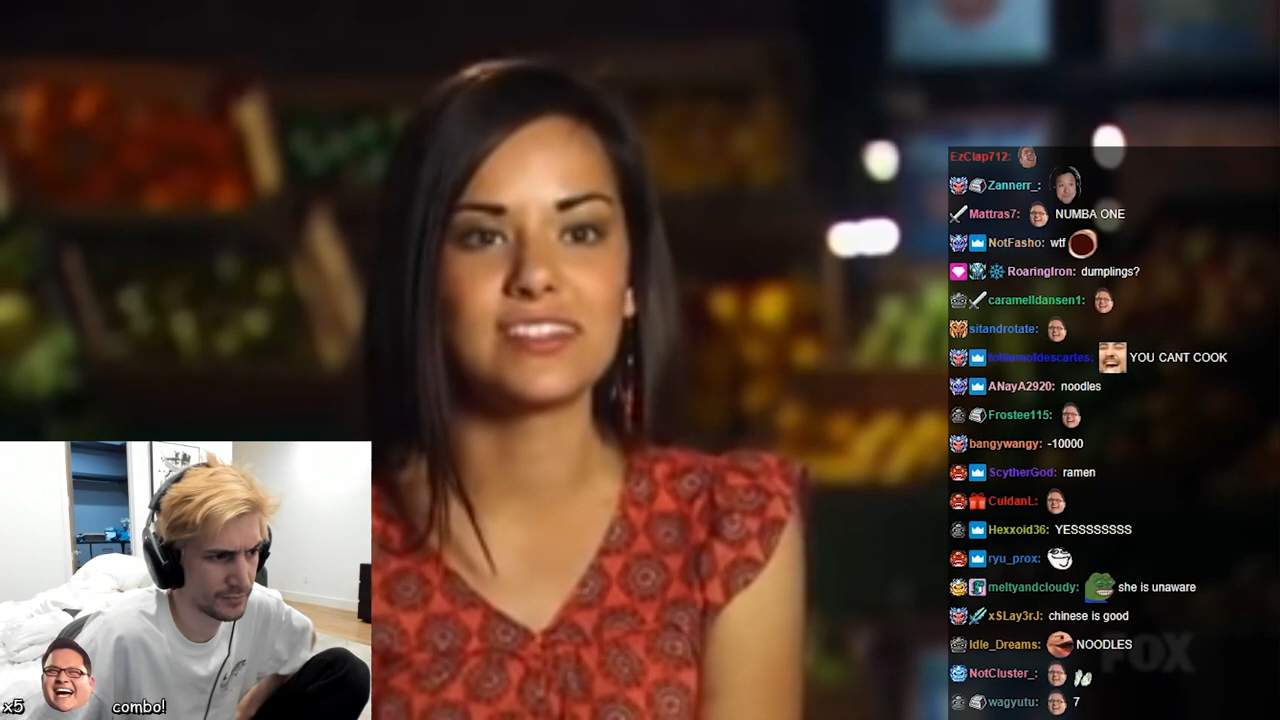 EzClap712:
Zannerr_:
Mattras7: NUMBA ONE
NotFasho: wtf
RoaringIron: dumplings?
caramelldansen1:
sitandrotate:
YOU CANT COOK
ANayA2920: noodles
Frostee115:
bangywangy: -10000
ScytherGod: ramen
CuldanL:
Hexxoid36: YESSSSSSSS
ryu_prox:
meltyandcloudy: she is unaware
xSLay3rJ: chinese is good
Idle_Dreams: NOODLES
FOX
NotCluster_:
wagyutu: 7
x5 combo!